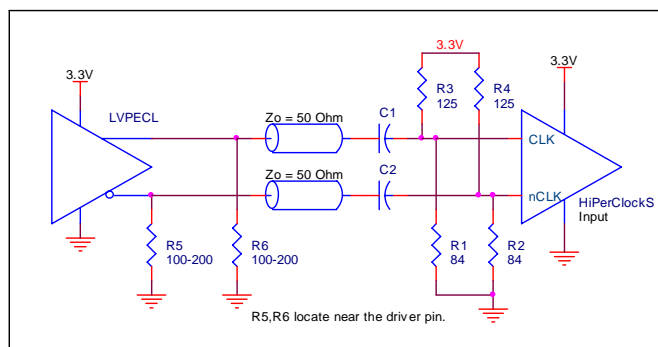 3.3V
3.3V
3.3V
LVPECL
Zo = 50 Ohm
C1
R3
125
R4
125
CLK
Zo = 50 Ohm
C2
nCLK
HiPerClockS
Input
R5
100-200
R6
100-200
R1
84
R2
84
R5,R6 locate near the driver pin.